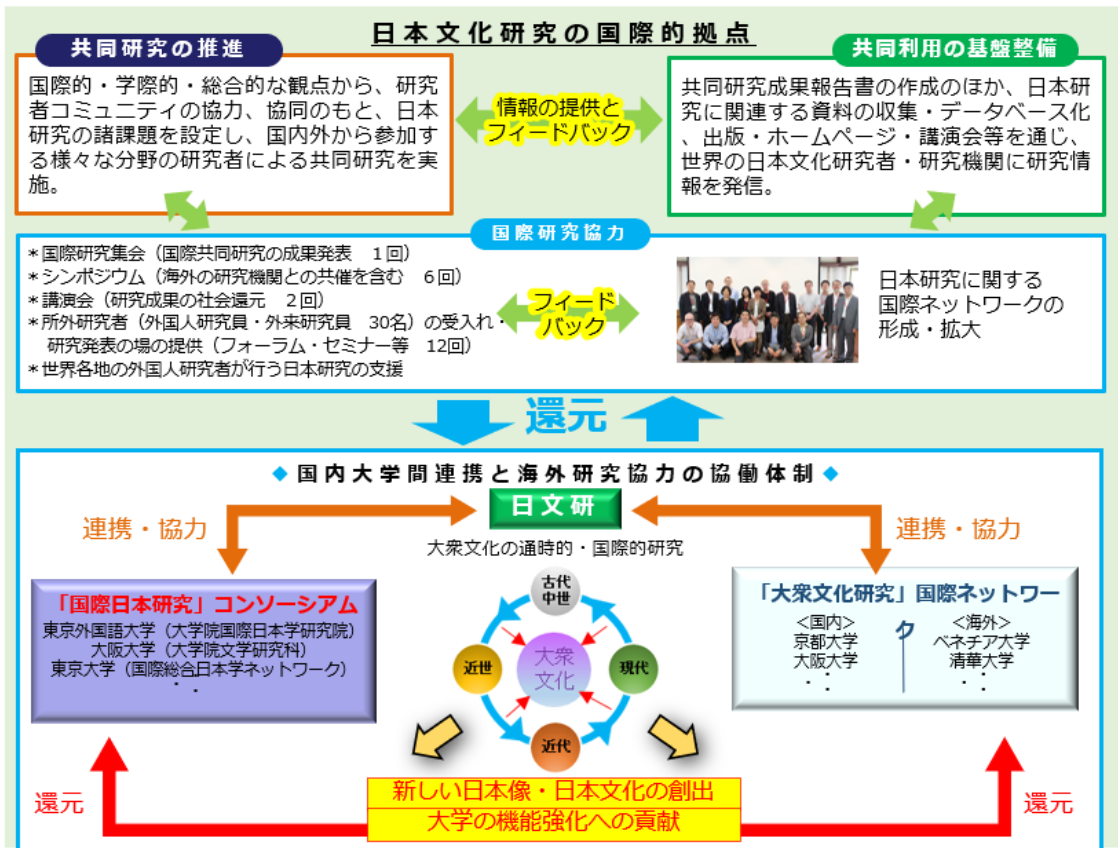 日本文化研究の国際的拠点
共同研究の推進
国際的・学際的・総合的な観点から、研究
者コミュニティの協力、協同のもと、日本
研究の諸課題を設定し、国内外から参加す
る様々な分野の研究者による共同研究を実
施。
情報の提供と
フィードバック
共同利用の基盤整備
共同研究成果報告書の作成のほか、日本研
究に関連する資料の収集・データベース化
、出版・ホームページ・講演会等を通じ、
世界の日本文化研究者・研究機関に研究情
報を発信。
国際研究協力
*国際研究集会（国際共同研究の成果発表　1回）
*シンポジウム（海外の研究機関との共催を含む　6回）
*講演会（研究成果の社会還元　2回）
*所外研究者（外国人研究員・外来研究員　30名）の受入れ・
研究発表の場の提供（フォーラム・セミナー等　12回）
*世界各地の外国人研究者が行う日本研究の支援
フィード
バック
日本研究に関する
国際ネットワークの
形成・拡大
還元
◆国内大学間連携と海外研究協力の協働体制◆
日文研
連携・協力
連携・協力
大衆文化の通時的・国際的研究
「国際日本研究」コンソーシアム
東京外国語大学（大学院国際日本学研究院）
大阪大学（大学院文学研究科）
東京大学（国際総合日本学ネットワーク）
・・
古代
中世
近世
大衆
文化
現代
近代
「大衆文化研究」国際ネットワー
ク
<国内>
京都大学
大阪大学
・・
<海外>
ベネチア大学
清華大学
・・
還元
新しい日本像・日本文化の創出
大学の機能強化への貢献
還元